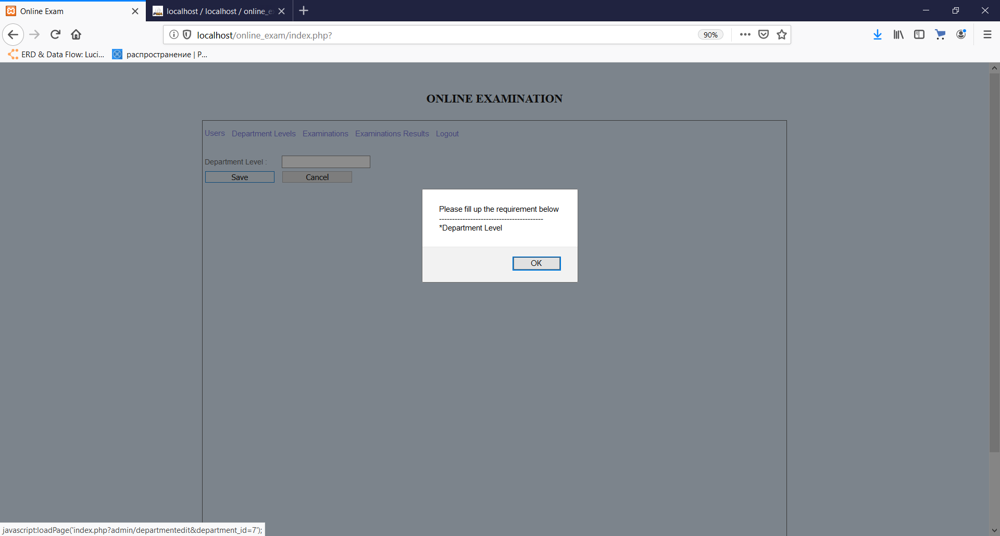 Online Exam
localhost / localhost / online_e
localhost/online_exam/index.php?
90%
ERD & Data Flow: Luci...
распространение | P...
ONLINE EXAMINATION
Users Department Levels Examinations Examinations Results Logout
Department Level :
Save Cancel
Please fill up the requirement below
----------------------------------------
*Department Level
OK
javascript:loadPage('index.php?admin/departmentedit&department_id=7');